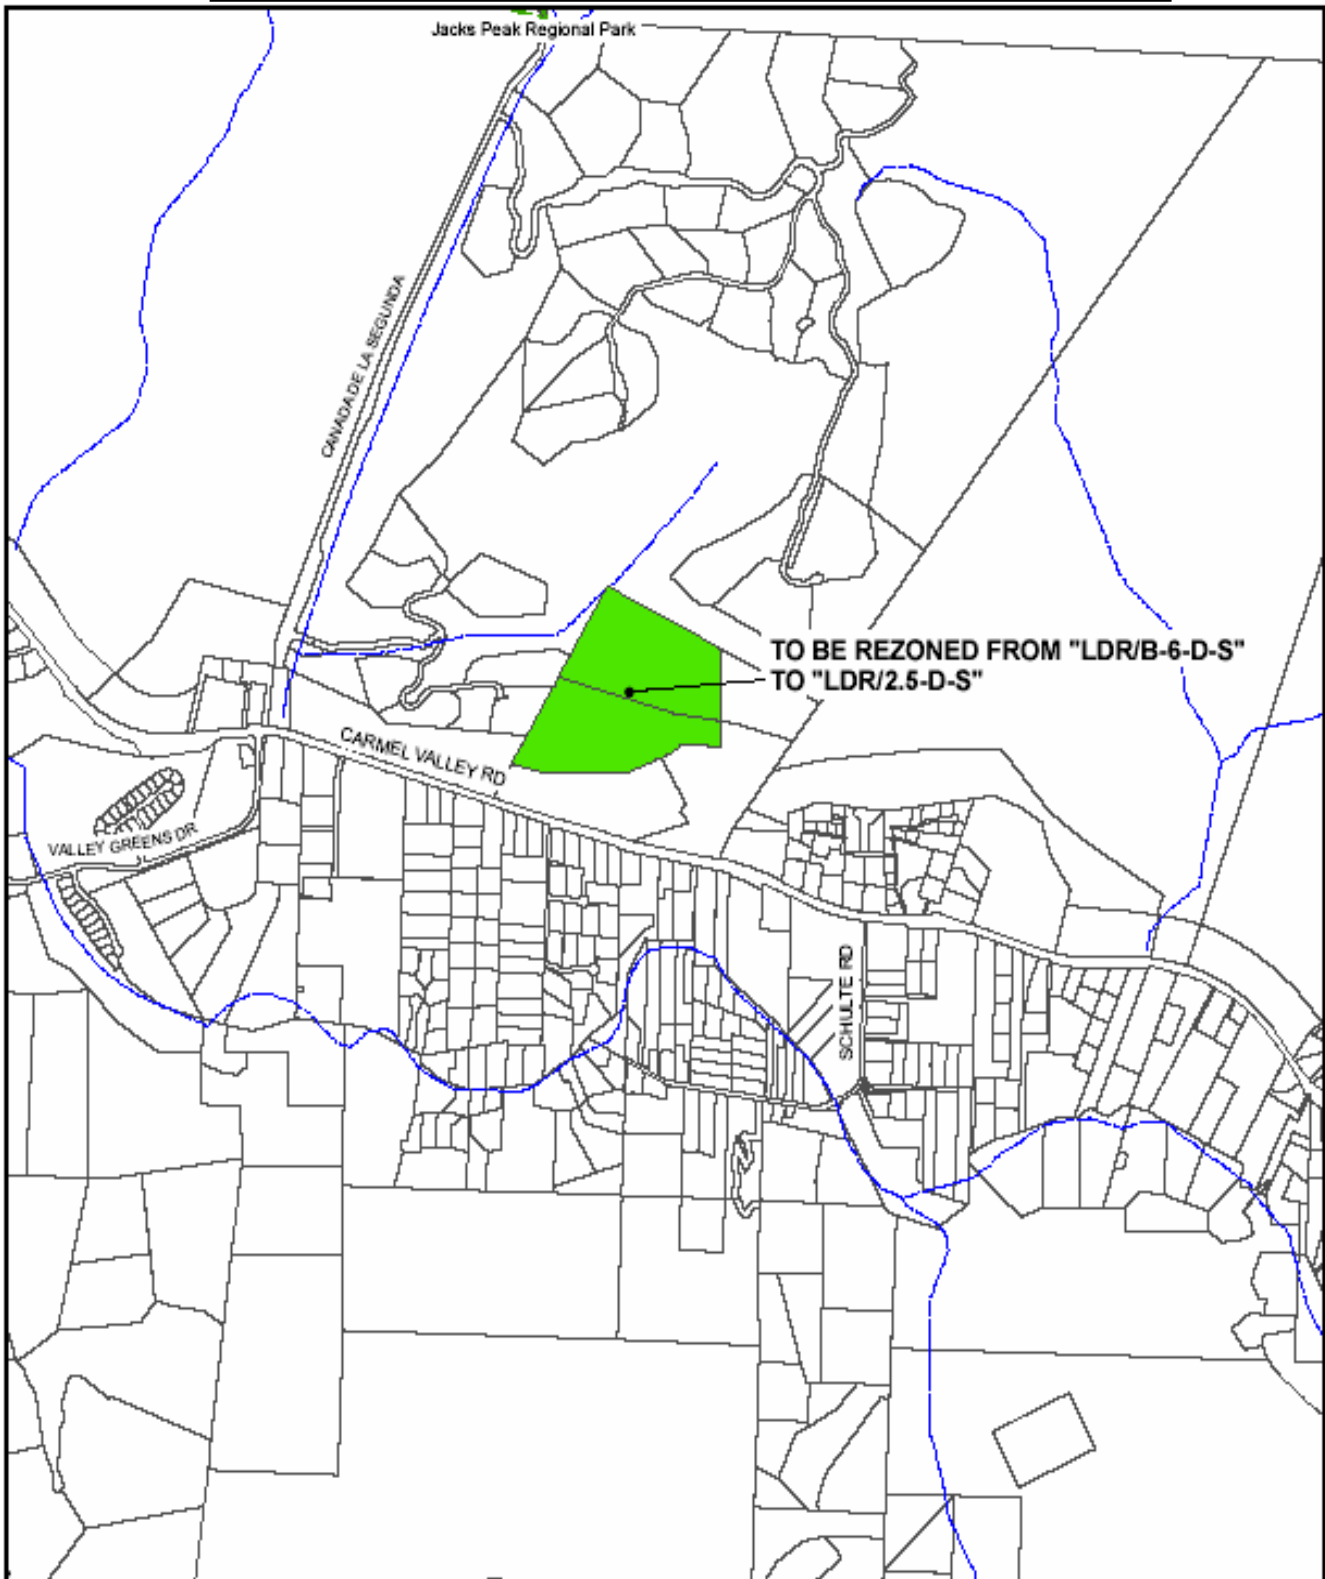 Jacks Peak Regional Park
CANADA DE LA SEGUNDA
TO BE REZONED FROM "LDR/B-6-D-S"
TO "LDR/2.5-D-S"
CARMEL VALLEY RD
VALLEY GREENS DR
SCHULTE RD